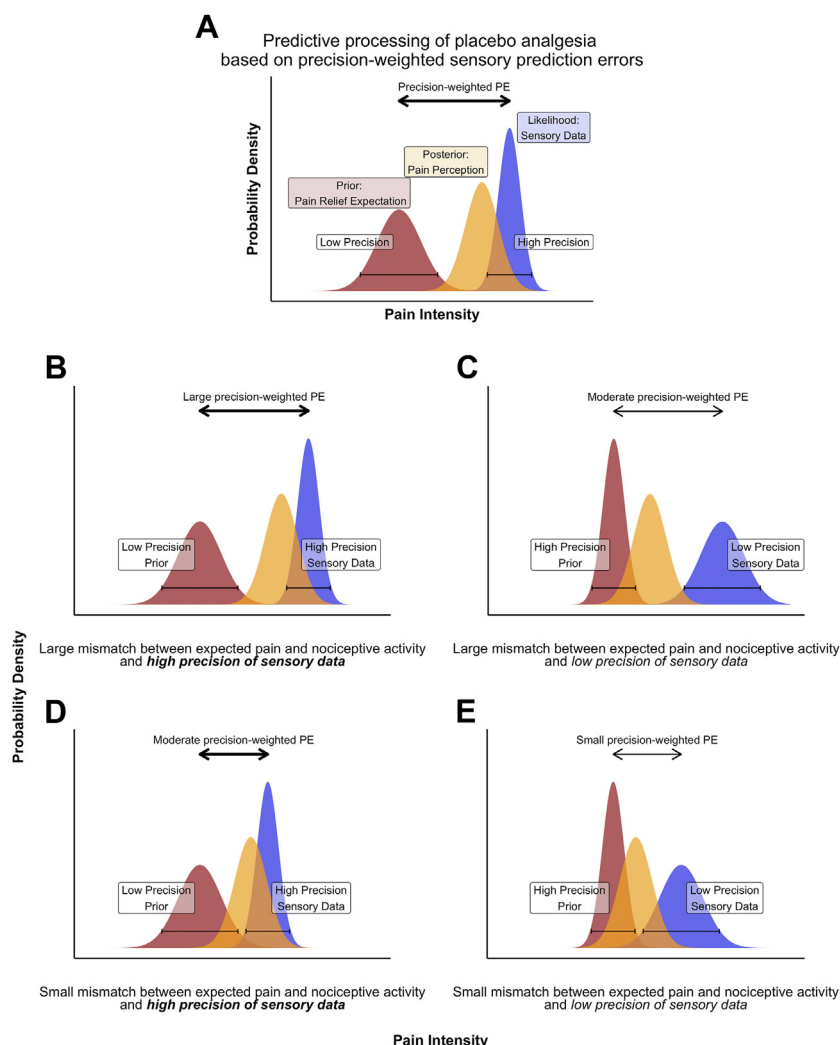 A
Predictive processing of placebo analgesia
based on precision-weighted sensory prediction errors
Precision-weighted PE
Likelihood:
Sensory Data
Posterior:
Pain Perception
Prior:
Pain Relief Expectation
Low Precision
High Precision
Probability Density
Pain Intensity
B
Large precision-weighted PE
Low Precision
Prior
High Precision
Sensory Data
Large mismatch between expected pain and nociceptive activity
and high precision of sensory data
C
Moderate precision-weighted PE
High Precision
Prior
Low Precision
Sensory Data
Large mismatch between expected pain and nociceptive activity
and low precision of sensory data
Probability Density
D
Moderate precision-weighted PE
Low Precision
Prior
High Precision
Sensory Data
Small mismatch between expected pain and nociceptive activity
and high precision of sensory data
E
Small precision-weighted PE
High Precision
Prior
Low Precision
Sensory Data
Small mismatch between expected pain and nociceptive activity
and low precision of sensory data
Pain Intensity